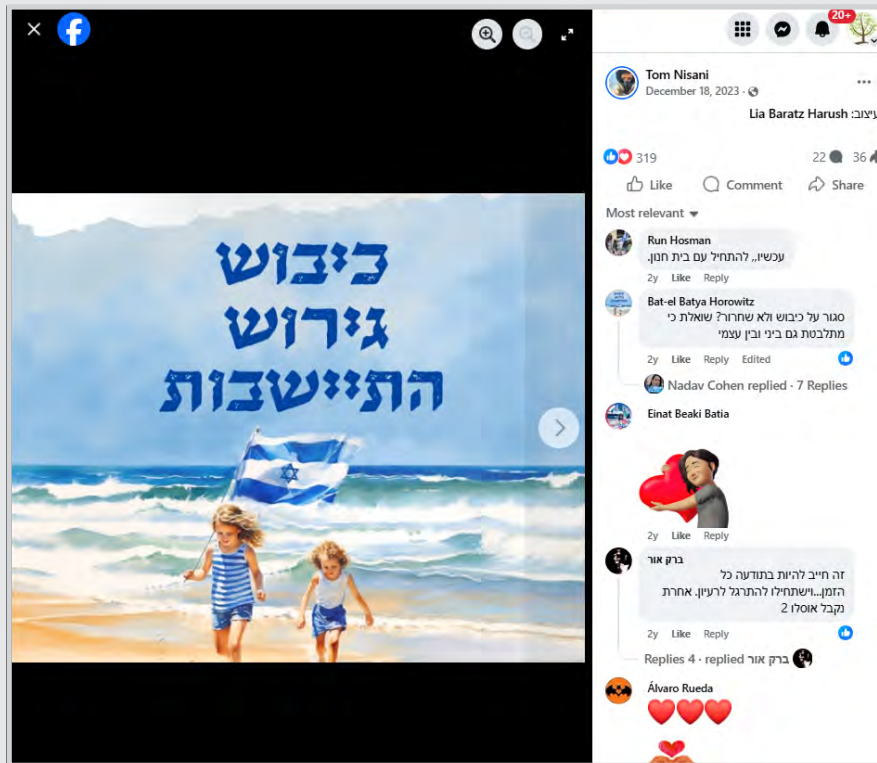 כיבוש
גירוש
התיישבות
20+
Tom Nisani
December 18, 2023
עיצוב: Lia Baratz Harush
319
22 36
Like Comment Share
Most relevant
Run Hosman
עכשיו,, להתחיל עם בית חנון.
2y Like Reply
Bat-el Batya Horowitz
סגור על כיבוש ולא שחרור? שואלת כי
מתלבטת גם ביני ובין עצמי
2y Like Reply Edited
Nadav Cohen replied · 7 Replies
Einat Beaki Batia
2y Like Reply
ברק אור
זה חייב להיות בתודעה כל
הזמן...וישתחילו להתרגל לרעיון. אחרת
נקבל אוסלו 2
2y Like Reply
ברק אור replied · 4 Replies
Álvaro Rueda